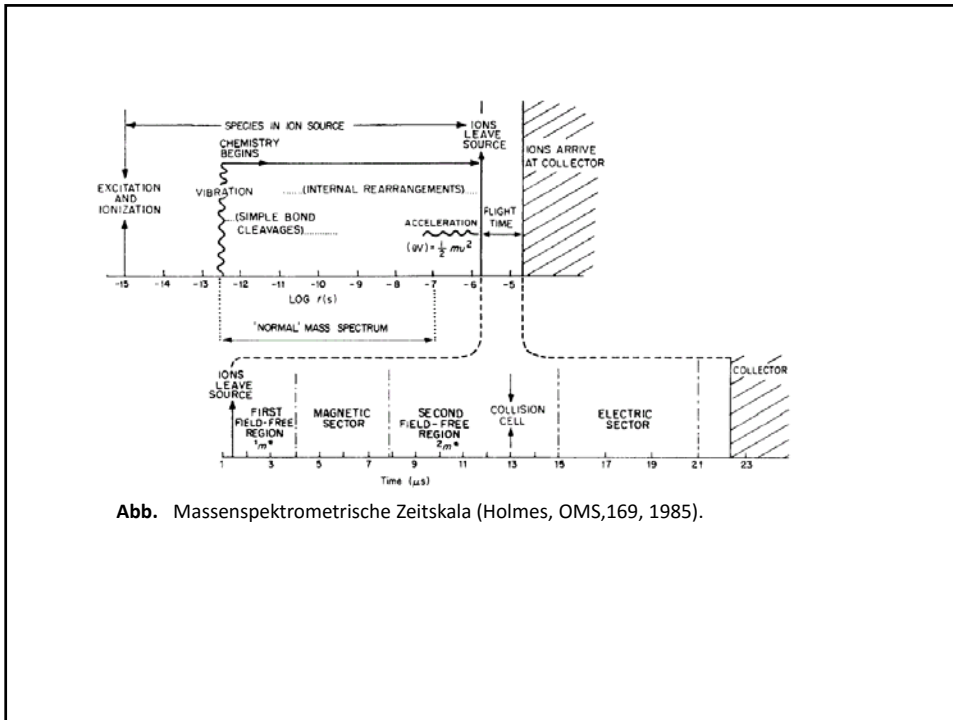 SPECIES IN ION SOURCE
IONS
LEAVE
SOURCE
CHEMISTRY
BEGINS
IONS ARRIVE
AT COLLECTOR
EXCITATION
AND
IONIZATION
VIBRATION
......(INTERNAL REARRANGEMENTS).....
...(SIMPLE BOND
CLEAVAGES)............
ACCELERATION
FLIGHT
TIME
(eV) = 1/2 mv²
-15 -14 -13 -12 -11 -10 -9 -8 -7 -6 -5
LOG t(s)
'NORMAL' MASS SPECTRUM
IONS
LEAVE
SOURCE
COLLECTOR
FIRST
FIELD-FREE
REGION
¹m*
MAGNETIC
SECTOR
SECOND
FIELD-FREE
REGION
²m*
COLLISION
CELL
ELECTRIC
SECTOR
1 3 5 7 9 11 13 15 17 19 21 23
Time (μs)
Abb. Massenspektrometrische Zeitskala (Holmes, OMS,169, 1985).